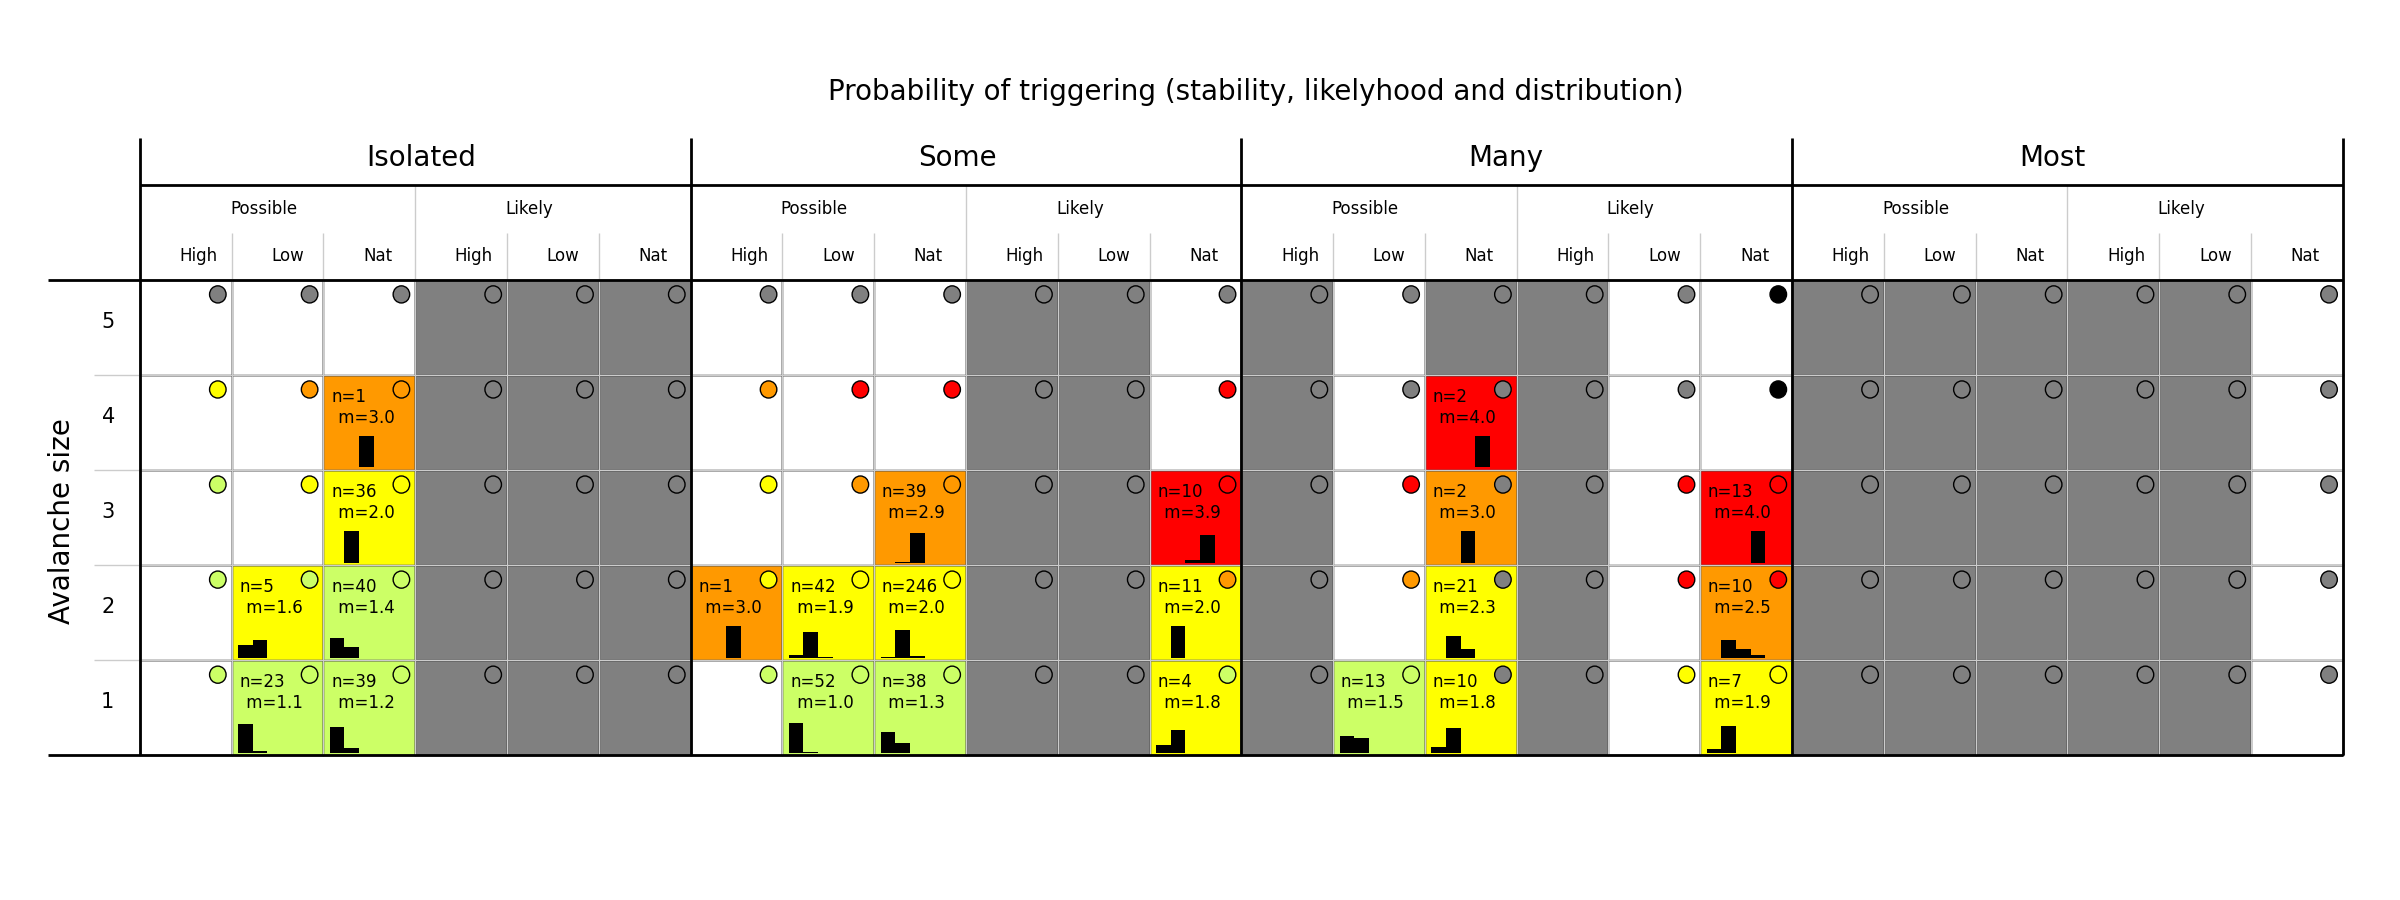 Probability of triggering (stability, likelyhood and distribution)
Isolated Some Many Most
Possible Likely Possible Likely Possible Likely Possible Likely
High Low Nat High Low Nat High Low Nat High Low Nat High Low Nat High Low Nat High Low Nat High Low Nat
Avalanche size
5
4 n=1 n=2
m=3.0 m=4.0
3 n=36 n=39 n=10 n=2 n=13
m=2.0 m=2.9 m=3.9 m=3.0 m=4.0
2 n=5 n=40 n=1 n=42 n=246 n=11 n=21 n=10
m=1.6 m=1.4 m=3.0 m=1.9 m=2.0 m=2.0 m=2.3 m=2.5
1 n=23 n=39 n=52 n=38 n=4 n=13 n=10 n=7
m=1.1 m=1.2 m=1.0 m=1.3 m=1.8 m=1.5 m=1.8 m=1.9